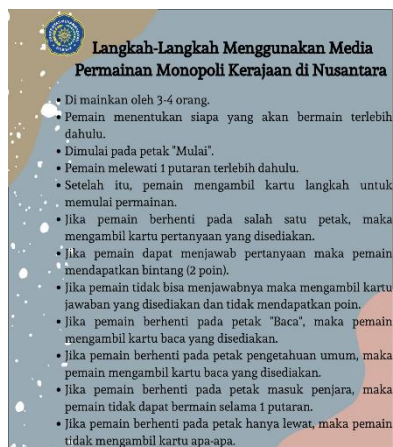 Langkah-Langkah Menggunakan Media
Permainan Monopoli Kerajaan di Nusantara
• Di mainkan oleh 3-4 orang.
• Pemain menentukan siapa yang akan bermain terlebih
dahulu.
• Dimulai pada petak "Mulai".
• Pemain melewati 1 putaran terlebih dahulu.
• Setelah itu, pemain mengambil kartu langkah untuk
memulai permainan.
• Jika pemain berhenti pada salah satu petak, maka
mengambil kartu pertanyaan yang disediakan.
• Jika pemain dapat menjawab pertanyaan maka pemain
mendapatkan bintang (2 poin).
• Jika pemain tidak bisa menjawabnya maka mengambil kartu
jawaban yang disediakan dan tidak mendapatkan poin.
• Jika pemain berhenti pada petak "Baca", maka pemain
mengambil kartu baca yang disediakan.
• Jika pemain berhenti pada petak pengetahuan umum, maka
pemain mengambil kartu baca yang disediakan.
• Jika pemain berhenti pada petak masuk penjara, maka
pemain tidak dapat bermain selama 1 putaran.
• Jika pemain berhenti pada petak hanya lewat, maka pemain
tidak mengambil kartu apa-apa.